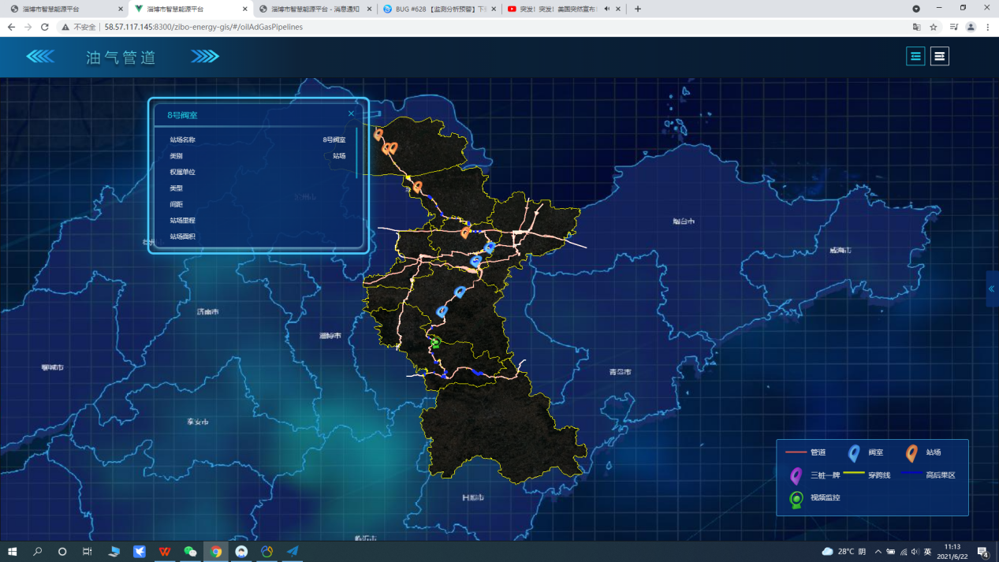 淄博市智慧能源平台
淄博市智慧能源平台
淄博市智慧能源平台 - 消息通知
BUG #628 【监测分析预警】下
突发！突发！美国突然宣布
不安全 | 58.57.117.145:8300/zibo-energy-gis/#/oilAdGasPipelines
油气管道
8号阀室
站场名称 8号阀室
类别 站场
权属单位
类型
间距
站场里程
站场面积
烟台市
威海市
济南市
淄博市
聊城市
青岛市
泰安市
日照市
临沂市
管道 阀室 站场
三桩一牌 穿跨线 高后果区
视频监控
28°C 阴
英
11:13
2021/6/22
4